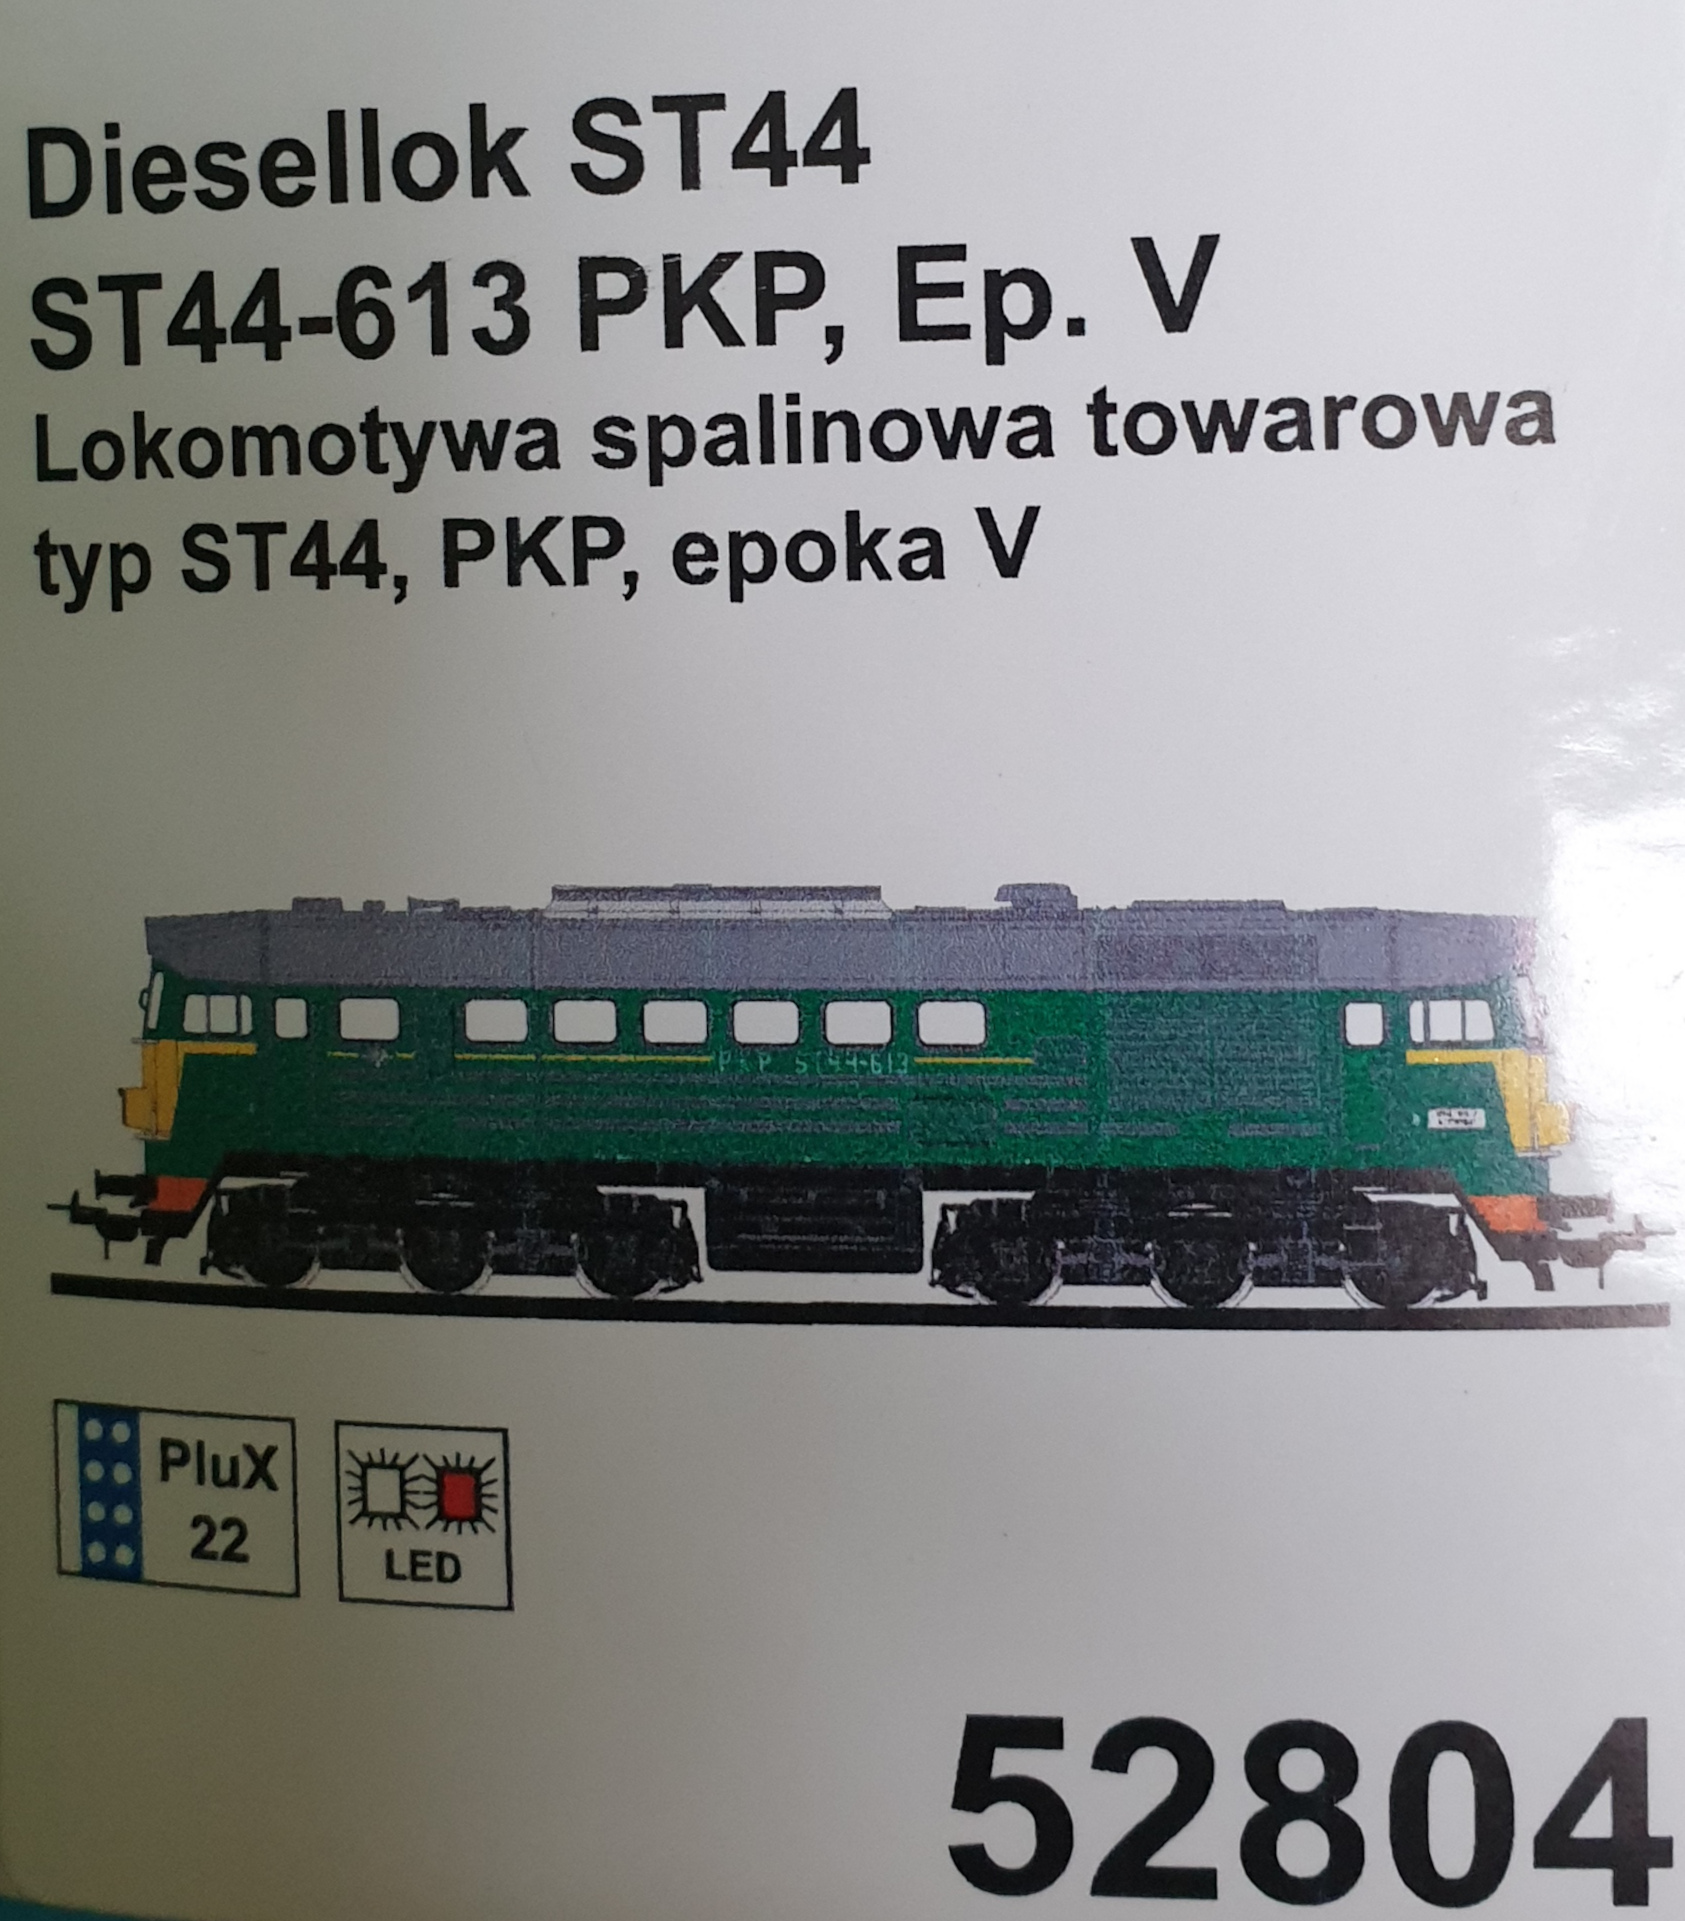 Diesellok ST44
ST44-613 PKP, Ep. V
Lokomotywa spalinowa towarowa
typ ST44, PKP, epoka V
PKP ST44-613
PluX
22
LED
52804